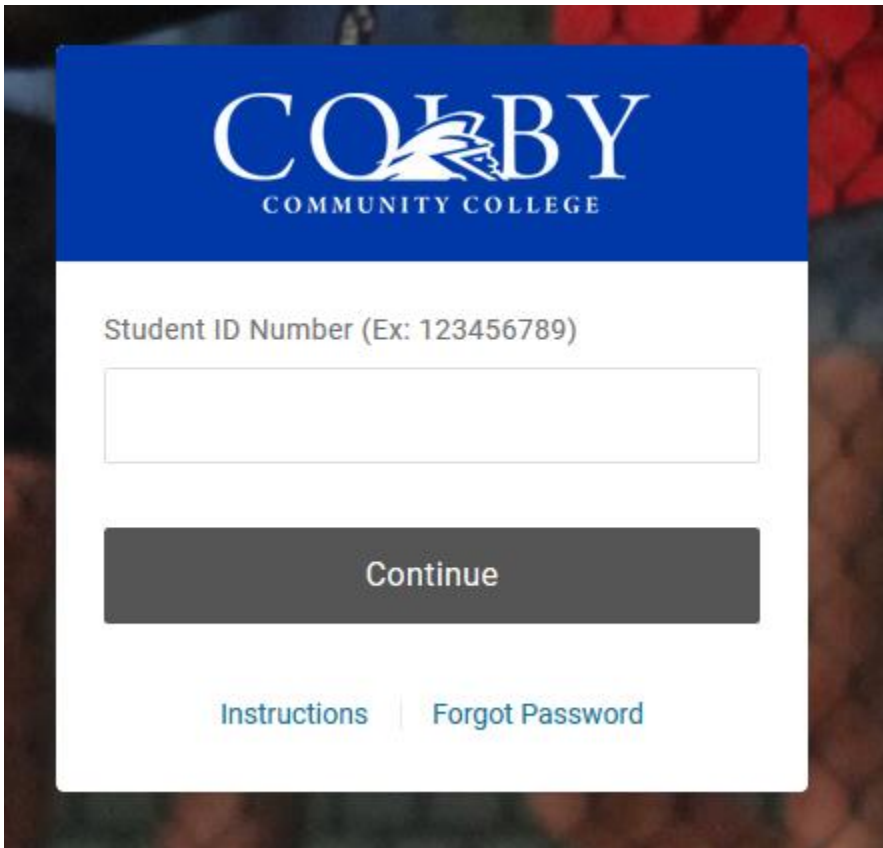 COLBY
COMMUNITY COLLEGE
Student ID Number (Ex: 123456789)
Continue
Instructions
Forgot Password